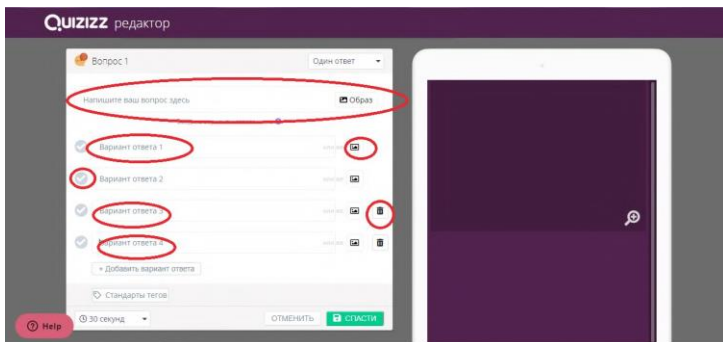 QUIZIZZ редактор
Вопрос 1
Один ответ
Напишите ваш вопрос здесь
Образ
Вариант ответа 1
Вариант ответа 2
Вариант ответа 3
Вариант ответа 4
+ Добавить вариант ответа
Стандарты тегов
30 секунд
ОТМЕНИТЬ
СПАСТИ
Help